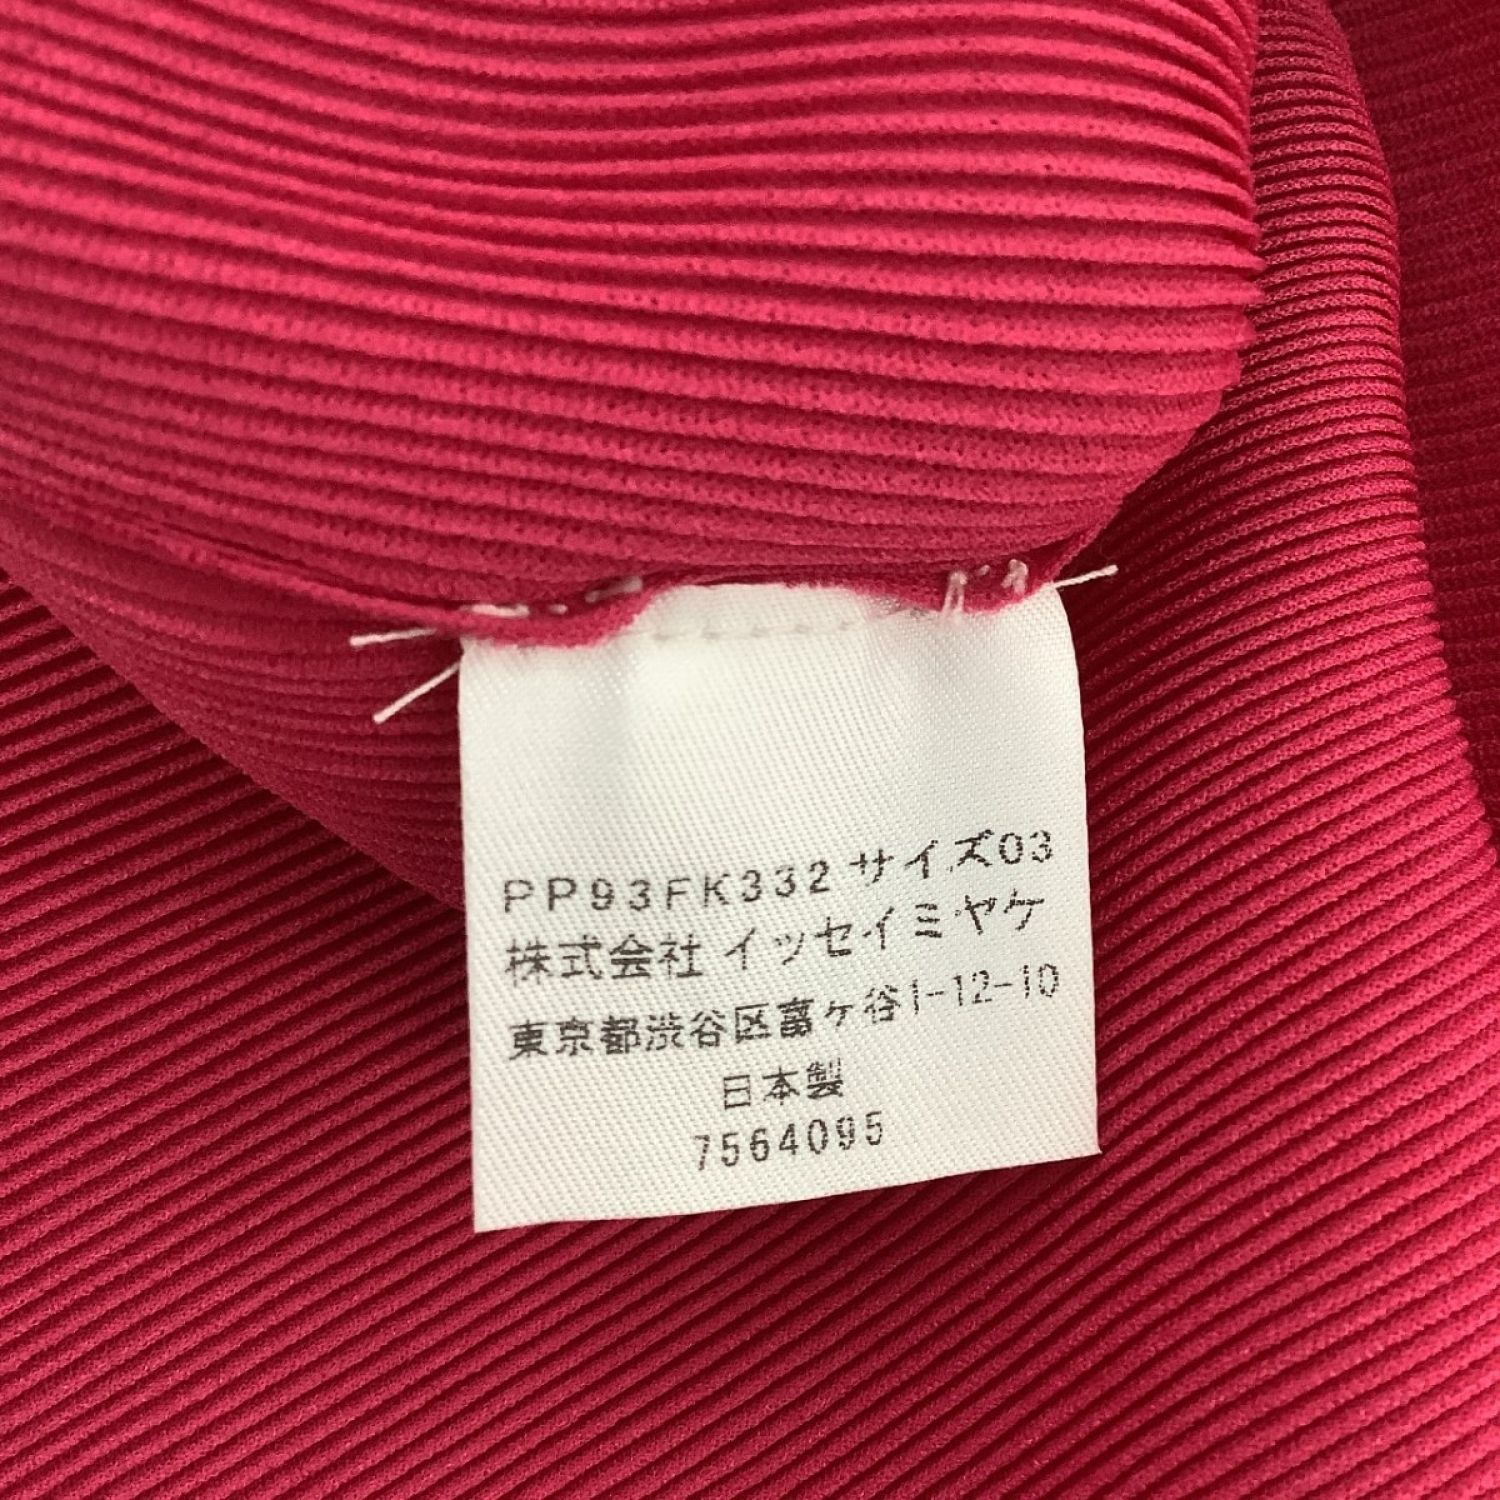 PP93FK332 サイズ03
株式会社 イッセイミヤケ
東京都渋谷区富ヶ谷1-12-10
日本製
7564095